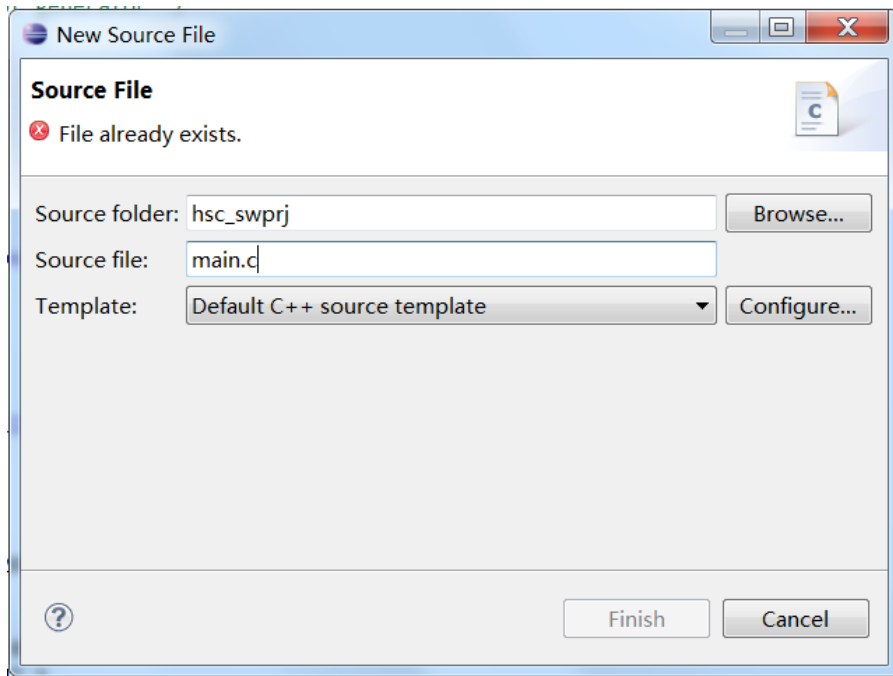 New Source File
Source File
File already exists.
C
Source folder: hsc_swprj Browse...
Source file: main.c
Template: Default C++ source template Configure...
?
Finish Cancel